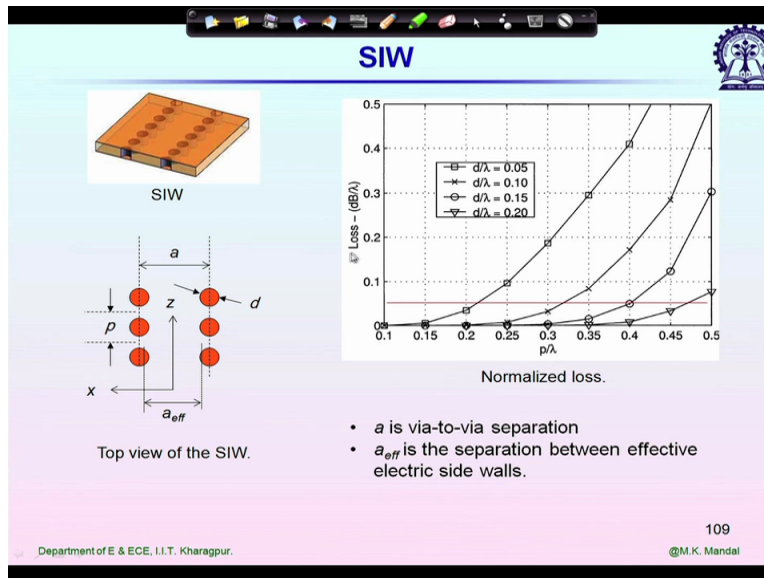 SIW
SIW
a
z
d
p
x
a_eff
Top view of the SIW.
0.5
0.4
0.3
0.2
0.1
0
0.1 0.15 0.2 0.25 0.3 0.35 0.4 0.45 0.5
Loss – (dB/λ)
p/λ
d/λ = 0.05
d/λ = 0.10
d/λ = 0.15
d/λ = 0.20
Normalized loss.
• a is via-to-via separation
• a_eff is the separation between effective
electric side walls.
109
Department of E & ECE, I.I.T. Kharagpur.
@M.K. Mandal